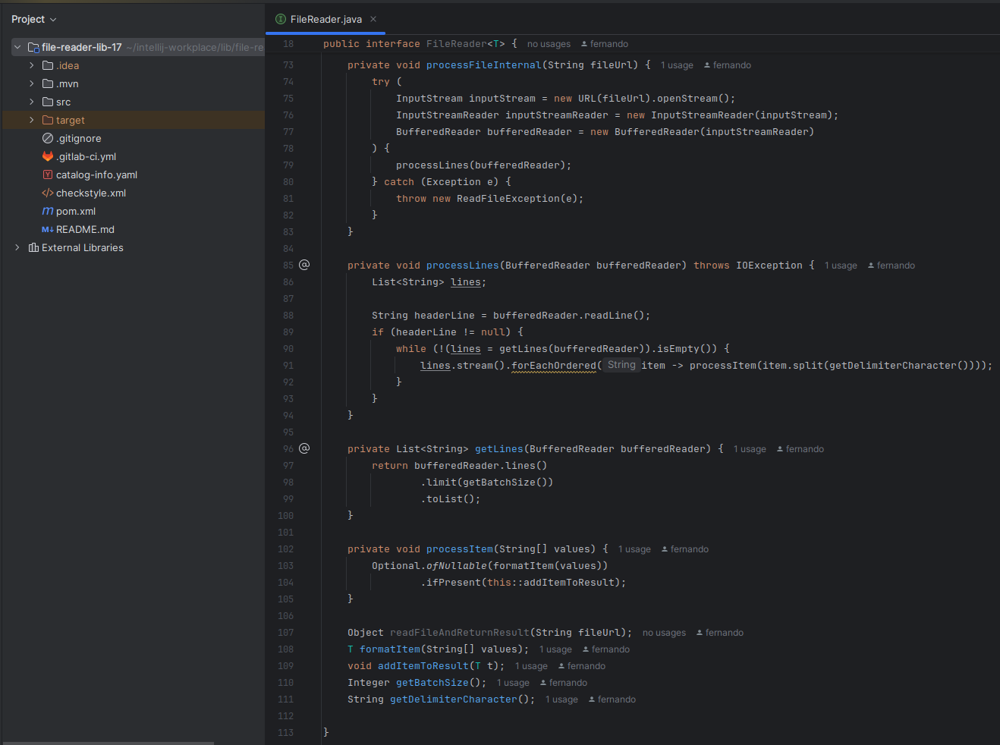 Project
file-reader-lib-17 ~/intellij-workplace/lib/file-re
.idea
.mvn
src
target
.gitignore
.gitlab-ci.yml
catalog-info.yaml
checkstyle.xml
pom.xml
README.md
External Libraries
FileReader.java
18 public interface FileReader<T> { no usages fernando
73 private void processFileInternal(String fileUrl) { 1 usage fernando
74 try (
75 InputStream inputStream = new URL(fileUrl).openStream();
76 InputStreamReader inputStreamReader = new InputStreamReader(inputStream);
77 BufferedReader bufferedReader = new BufferedReader(inputStreamReader)
78 ) {
79 processLines(bufferedReader);
80 } catch (Exception e) {
81 throw new ReadFileException(e);
82 }
83 }
84
85 @ private void processLines(BufferedReader bufferedReader) throws IOException { 1 usage fernando
86 List<String> lines;
87
88 String headerLine = bufferedReader.readLine();
89 if (headerLine != null) {
90 while (!(lines = getLines(bufferedReader)).isEmpty()) {
91 lines.stream().forEachOrdered( String item -> processItem(item.split(getDelimiterCharacter())));
92 }
93 }
94 }
95
96 @ private List<String> getLines(BufferedReader bufferedReader) { 1 usage fernando
97 return bufferedReader.lines()
98 .limit(getBatchSize())
99 .toList();
100 }
101
102 private void processItem(String[] values) { 1 usage fernando
103 Optional.ofNullable(formatItem(values))
104 .ifPresent(this::addItemToResult);
105 }
106
107 Object readFileAndReturnResult(String fileUrl); no usages fernando
108 T formatItem(String[] values); 1 usage fernando
109 void addItemToResult(T t); 1 usage fernando
110 Integer getBatchSize(); 1 usage fernando
111 String getDelimiterCharacter(); 1 usage fernando
112
113 }